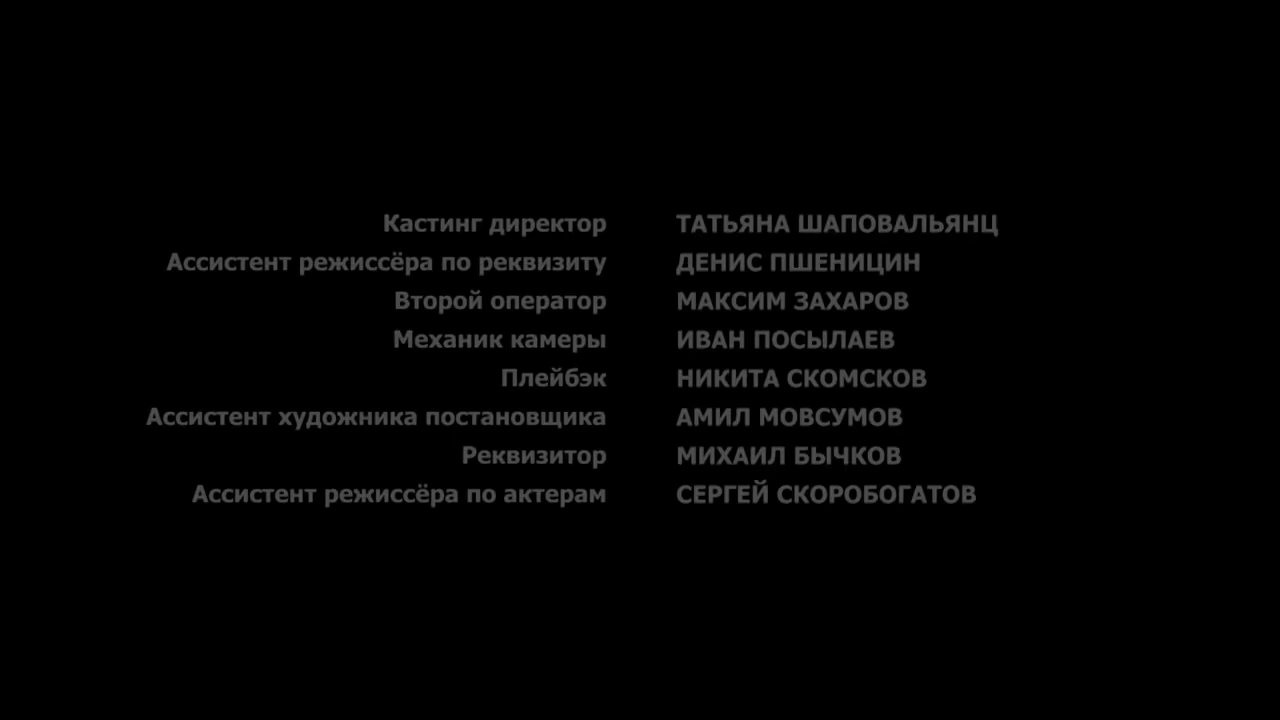 Кастинг директор ТАТЬЯНА ШАПОВАЛЬЯНЦ
Ассистент режиссёра по реквизиту ДЕНИС ПШЕНИЦИН
Второй оператор МАКСИМ ЗАХАРОВ
Механик камеры ИВАН ПОСЫЛАЕВ
Плейбэк НИКИТА СКОМСКОВ
Ассистент художника постановщика АМИЛ МОВСУМОВ
Реквизитор МИХАИЛ БЫЧКОВ
Ассистент режиссёра по актерам СЕРГЕЙ СКОРОБОГАТОВ